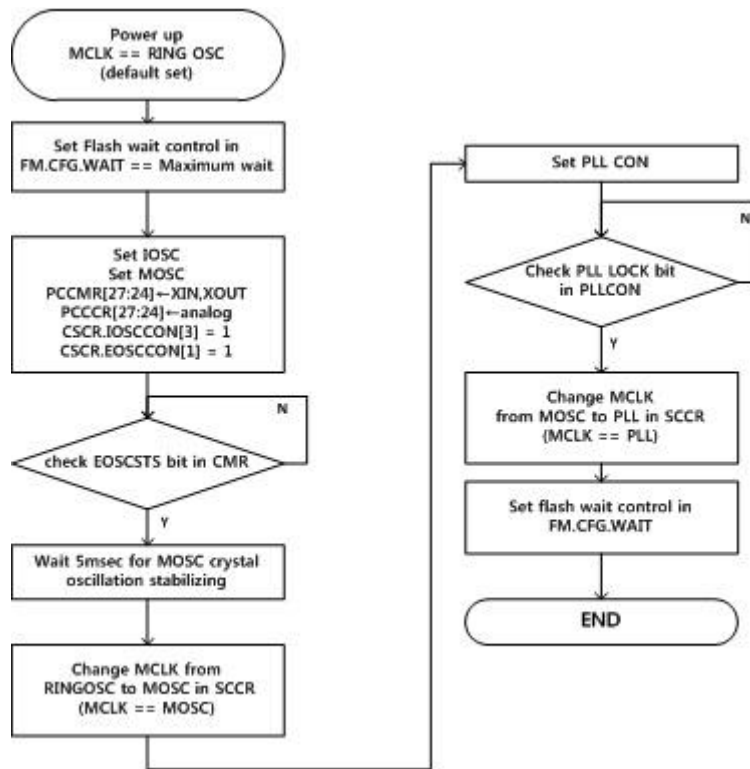 Power up
MCLK == RING OSC
(default set)
Set Flash wait control in
FM.CFG.WAIT == Maximum wait
Set IOSC
Set MOSC
PCCMR[27:24]←XIN,XOUT
PCCCR[27:24]←analog
CSCR.IOSCCON[3] = 1
CSCR.EOSCCON[1] = 1
N
check EOSCSTS bit in CMR
Y
Wait 5msec for MOSC crystal
oscillation stabilizing
Change MCLK from
RINGOSC to MOSC in SCCR
(MCLK == MOSC)
Set PLL CON
N
Check PLL LOCK bit
in PLLCON
Y
Change MCLK
from MOSC to PLL in SCCR
(MCLK == PLL)
Set flash wait control in
FM.CFG.WAIT
END